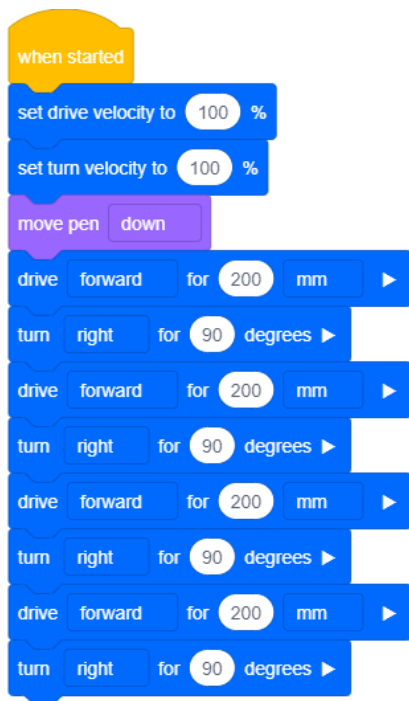 when started
set drive velocity to 100 %
set turn velocity to 100 %
move pen down
drive forward for 200 mm
turn right for 90 degrees
drive forward for 200 mm
turn right for 90 degrees
drive forward for 200 mm
turn right for 90 degrees
drive forward for 200 mm
turn right for 90 degrees